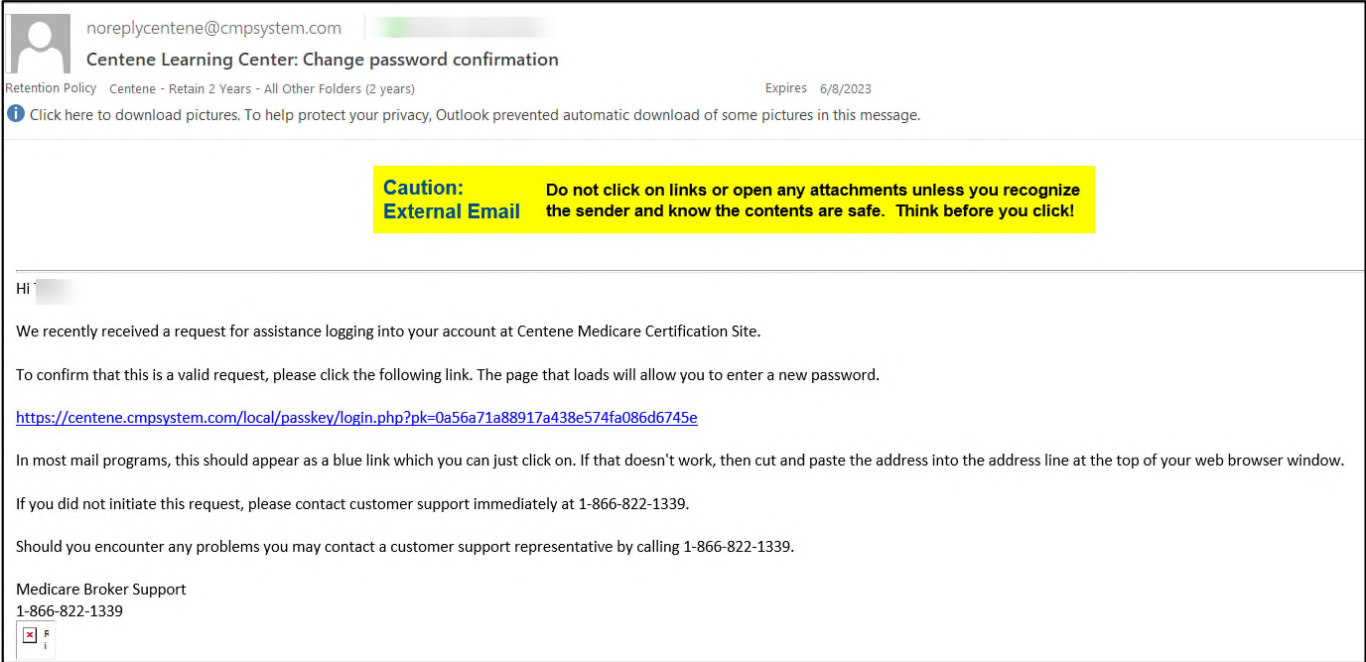 noreplycentene@cmpsystem.com
Centene Learning Center: Change password confirmation
Retention Policy Centene - Retain 2 Years - All Other Folders (2 years) Expires 6/8/2023
Click here to download pictures. To help protect your privacy, Outlook prevented automatic download of some pictures in this message.
Caution: Do not click on links or open any attachments unless you recognize
External Email the sender and know the contents are safe. Think before you click!
Hi
We recently received a request for assistance logging into your account at Centene Medicare Certification Site.
To confirm that this is a valid request, please click the following link. The page that loads will allow you to enter a new password.
https://centene.cmpsystem.com/local/passkey/login.php?pk=0a56a71a88917a438e574fa086d6745e
In most mail programs, this should appear as a blue link which you can just click on. If that doesn't work, then cut and paste the address into the address line at the top of your web browser window.
If you did not initiate this request, please contact customer support immediately at 1-866-822-1339.
Should you encounter any problems you may contact a customer support representative by calling 1-866-822-1339.
Medicare Broker Support
1-866-822-1339